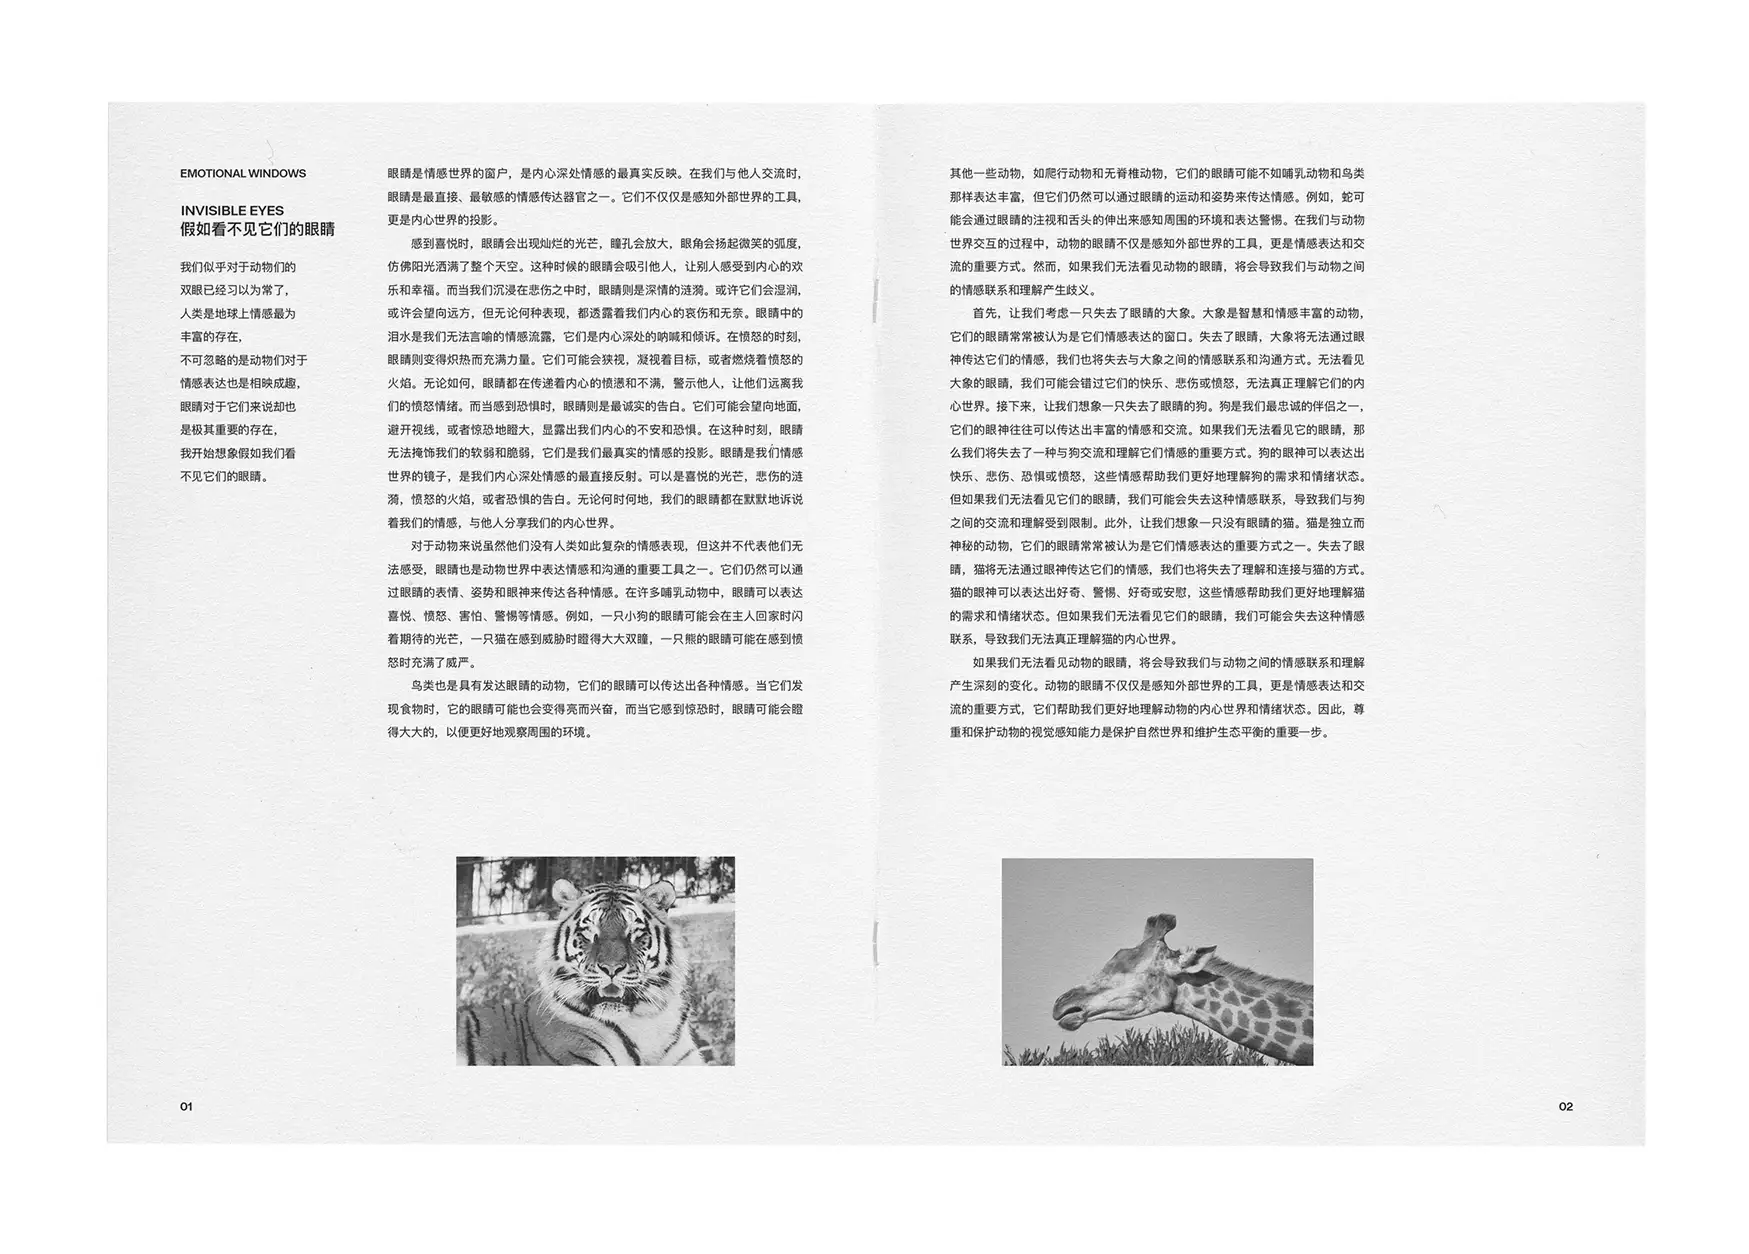 EMOTIONAL WINDOWS
INVISIBLE EYES
假如看不见它们的眼睛
我们似乎对于动物们的
双眼已经习以为常了，
人类是地球上情感最为
丰富的存在，
不可忽略的是动物们对于
情感表达也是相映成趣，
眼睛对于它们来说却也
是极其重要的存在，
我开始想象假如我们看
不见它们的眼睛。
眼睛是情感世界的窗户，是内心深处情感的最真实反映。在我们与他人交流时，
眼睛是最直接、最敏感的情感传达器官之一。它们不仅仅是感知外部世界的工具，
更是内心世界的投影。
感到喜悦时，眼睛会出现灿烂的光芒，瞳孔会放大，眼角会扬起微笑的弧度，
仿佛阳光洒满了整个天空。这种时候的眼睛会吸引他人，让别人感受到内心的欢
乐和幸福。而当我们沉浸在悲伤之中时，眼睛则是深情的涟漪。或许它们会湿润，
或许会望向远方，但无论何种表现，都透露着我们内心的哀伤和无奈。眼睛中的
泪水是我们无法言喻的情感流露，它们是内心深处的呐喊和倾诉。在愤怒的时刻，
眼睛则变得炽热而充满力量。它们可能会狭视，凝视着目标，或者燃烧着愤怒的
火焰。无论如何，眼睛都在传递着内心的愤懑和不满，警示他人，让他们远离我
们的愤怒情绪。而当感到恐惧时，眼睛则是最诚实的告白。它们可能会望向地面，
避开视线，或者惊恐地瞪大，显露出我们内心的不安和恐惧。在这种时刻，眼睛
无法掩饰我们的软弱和脆弱，它们是我们最真实的情感的投影。眼睛是我们情感
世界的镜子，是我们内心深处情感的最直接反射。可以是喜悦的光芒，悲伤的涟
漪，愤怒的火焰，或者恐惧的告白。无论何时何地，我们的眼睛都在默默地诉说
着我们的情感，与他人分享我们的内心世界。
对于动物来说虽然他们没有人类如此复杂的情感表现，但这并不代表他们无
法感受，眼睛也是动物世界中表达情感和沟通的重要工具之一。它们仍然可以通
过眼睛的表情、姿势和眼神来传达各种情感。在许多哺乳动物中，眼睛可以表达
喜悦、愤怒、害怕、警惕等情感。例如，一只小狗的眼睛可能会在主人回家时闪
着期待的光芒，一只猫在感到威胁时瞪得大大双瞳，一只熊的眼睛可能在感到愤
怒时充满了威严。
鸟类也是具有发达眼睛的动物，它们的眼睛可以传达出各种情感。当它们发
现食物时，它的眼睛可能也会变得亮而兴奋，而当它感到惊恐时，眼睛可能会瞪
得大大的，以便更好地观察周围的环境。
其他一些动物，如爬行动物和无脊椎动物，它们的眼睛可能不如哺乳动物和鸟类
那样表达丰富，但它们仍然可以通过眼睛的运动和姿势来传达情感。例如，蛇可
能会通过眼睛的注视和舌头的伸出来感知周围的环境和表达警惕。在我们与动物
世界交互的过程中，动物的眼睛不仅是感知外部世界的工具，更是情感表达和交
流的重要方式。然而，如果我们无法看见动物的眼睛，将会导致我们与动物之间
的情感联系和理解产生歧义。
首先，让我们考虑一只失去了眼睛的大象。大象是智慧和情感丰富的动物，
它们的眼睛常常被认为是它们情感表达的窗口。失去了眼睛，大象将无法通过眼
神传达它们的情感，我们也将失去与大象之间的情感联系和沟通方式。无法看见
大象的眼睛，我们可能会错过它们的快乐、悲伤或愤怒，无法真正理解它们的内
心世界。接下来，让我们想象一只失去了眼睛的狗。狗是我们最忠诚的伴侣之一，
它们的眼神往往可以传达出丰富的情感和交流。如果我们无法看见它的眼睛，那
么我们将失去了一种与狗交流和理解它们情感的重要方式。狗的眼神可以表达出
快乐、悲伤、恐惧或愤怒，这些情感帮助我们更好地理解狗的需求和情绪状态。
但如果我们无法看见它们的眼睛，我们可能会失去这种情感联系，导致我们与狗
之间的交流和理解受到限制。此外，让我们想象一只没有眼睛的猫。猫是独立而
神秘的动物，它们的眼睛常常被认为是它们情感表达的重要方式之一。失去了眼
睛，猫将无法通过眼神传达它们的情感，我们也将失去了理解和连接与猫的方式。
猫的眼神可以表达出好奇、警惕、好奇或安慰，这些情感帮助我们更好地理解猫
的需求和情绪状态。但如果我们无法看见它们的眼睛，我们可能会失去这种情感
联系，导致我们无法真正理解猫的内心世界。
如果我们无法看见动物的眼睛，将会导致我们与动物之间的情感联系和理解
产生深刻的变化。动物的眼睛不仅仅是感知外部世界的工具，更是情感表达和交
流的重要方式，它们帮助我们更好地理解动物的内心世界和情绪状态。因此，尊
重和保护动物的视觉感知能力是保护自然世界和维护生态平衡的重要一步。
01
02